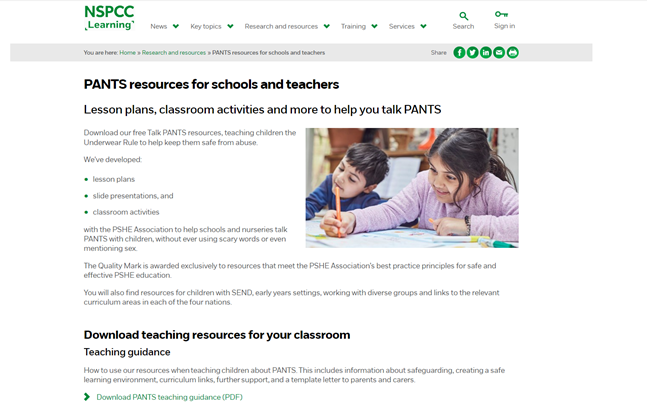 NSPCC
Learning
News Key topics Research and resources Training Services Search Sign in
You are here: Home » Research and resources » PANTS resources for schools and teachers Share
PANTS resources for schools and teachers
Lesson plans, classroom activities and more to help you talk PANTS
Download our free Talk PANTS resources, teaching children the
Underwear Rule to help keep them safe from abuse.
We've developed:
• lesson plans
• slide presentations, and
• classroom activities
with the PSHE Association to help schools and nurseries talk
PANTS with children, without ever using scary words or even
mentioning sex.
The Quality Mark is awarded exclusively to resources that meet the PSHE Association's best practice principles for safe and
effective PSHE education.
You will also find resources for children with SEND, early years settings, working with diverse groups and links to the relevant
curriculum areas in each of the four nations.
Download teaching resources for your classroom
Teaching guidance
How to use our resources when teaching children about PANTS. This includes information about safeguarding, creating a safe
learning environment, curriculum links, further support, and a template letter to parents and carers.
Download PANTS teaching guidance (PDF)